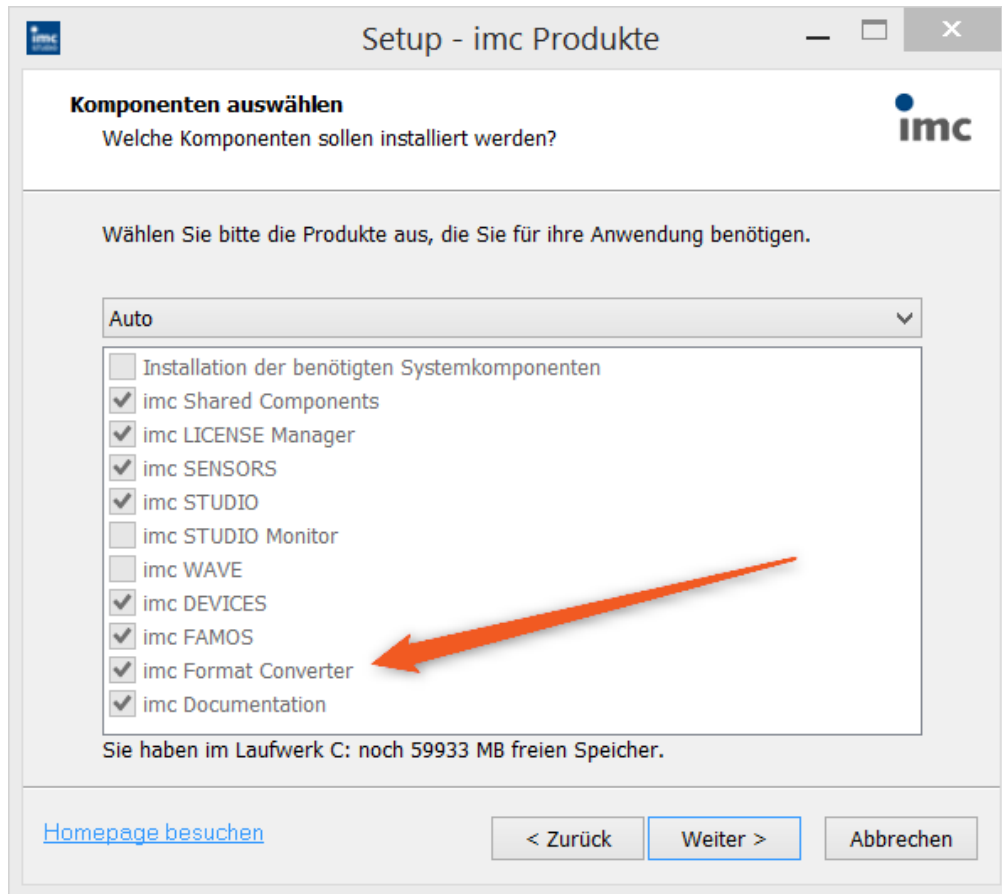 imc
STUDIO
Setup - imc Produkte
Komponenten auswählen
Welche Komponenten sollen installiert werden?
imc
Wählen Sie bitte die Produkte aus, die Sie für ihre Anwendung benötigen.
Auto
Installation der benötigten Systemkomponenten
imc Shared Components
imc LICENSE Manager
imc SENSORS
imc STUDIO
imc STUDIO Monitor
imc WAVE
imc DEVICES
imc FAMOS
imc Format Converter
imc Documentation
Sie haben im Laufwerk C: noch 59933 MB freien Speicher.
Homepage besuchen
< Zurück
Weiter >
Abbrechen